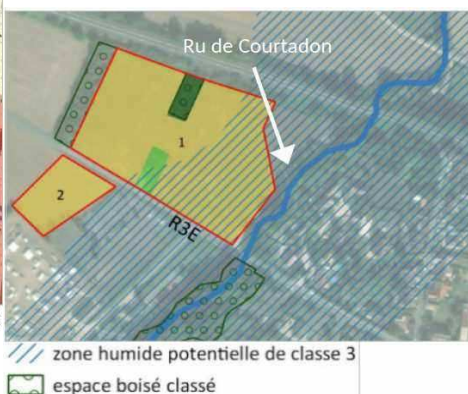 Ru de Courtadon
1
2
R3E
zone humide potentielle de classe 3
espace boisé classé